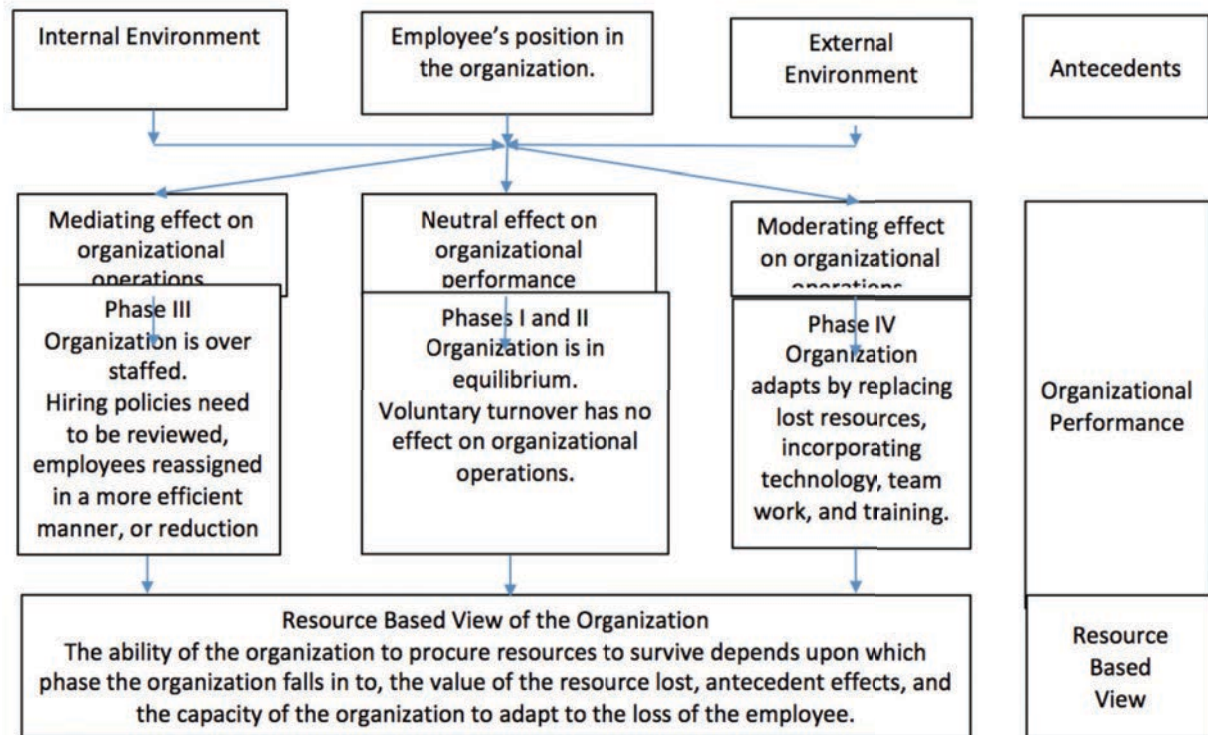 Internal Environment
Employee's position in
the organization.
External
Environment
Antecedents
Mediating effect on
organizational
operations
Neutral effect on
organizational
performance
Moderating effect
on organizational
operations
Phase III
Organization is over
staffed.
Hiring policies need
to be reviewed,
employees reassigned
in a more efficient
manner, or reduction
Phases I and II
Organization is in
equilibrium.
Voluntary turnover has no
effect on organizational
operations.
Phase IV
Organization
adapts by replacing
lost resources,
incorporating
technology, team
work, and training.
Organizational
Performance
Resource Based View of the Organization
The ability of the organization to procure resources to survive depends upon which
phase the organization falls in to, the value of the resource lost, antecedent effects, and
the capacity of the organization to adapt to the loss of the employee.
Resource
Based
View